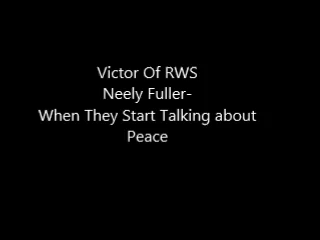 Victor Of RWS
Neely Fuller-
When They Start Talking about
Peace